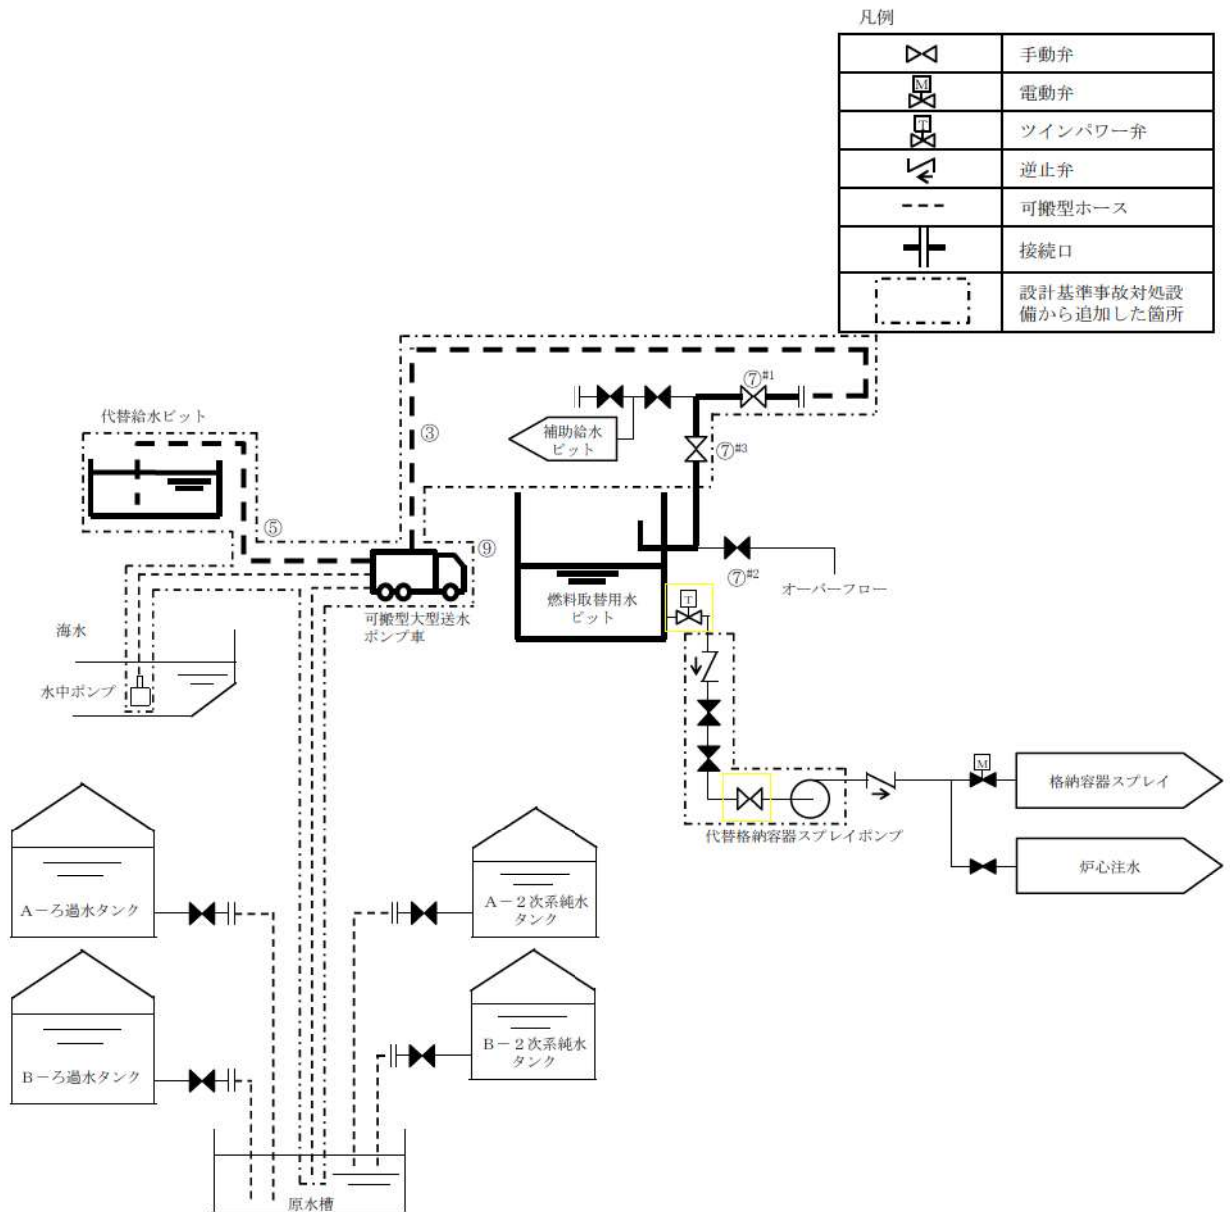 凡例
M
手動弁
電動弁
T
ツインパワー弁
逆止弁
可搬型ホース
接続口
設計基準事故対処設
備から追加した箇所
⑦#1
代替給水ピット
③
補助給水
ピット
⑦#3
⑤
⑨
⑦#2
オーバーフロー
燃料取替用水
ピット
T
可搬型大型送水
ポンプ車
海水
水中ポンプ
M
格納容器スプレイ
代替格納容器スプレイポンプ
炉心注水
A-ろ過水タンク
A-2次系純水
タンク
B-ろ過水タンク
B-2次系純水
タンク
原水槽